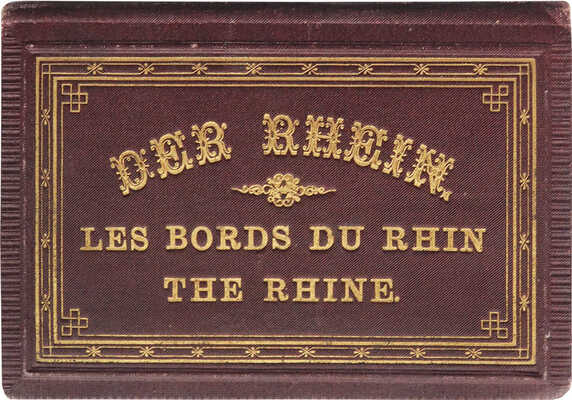 DER RHEIN.
LES BORDS DU RHIN
THE RHINE.